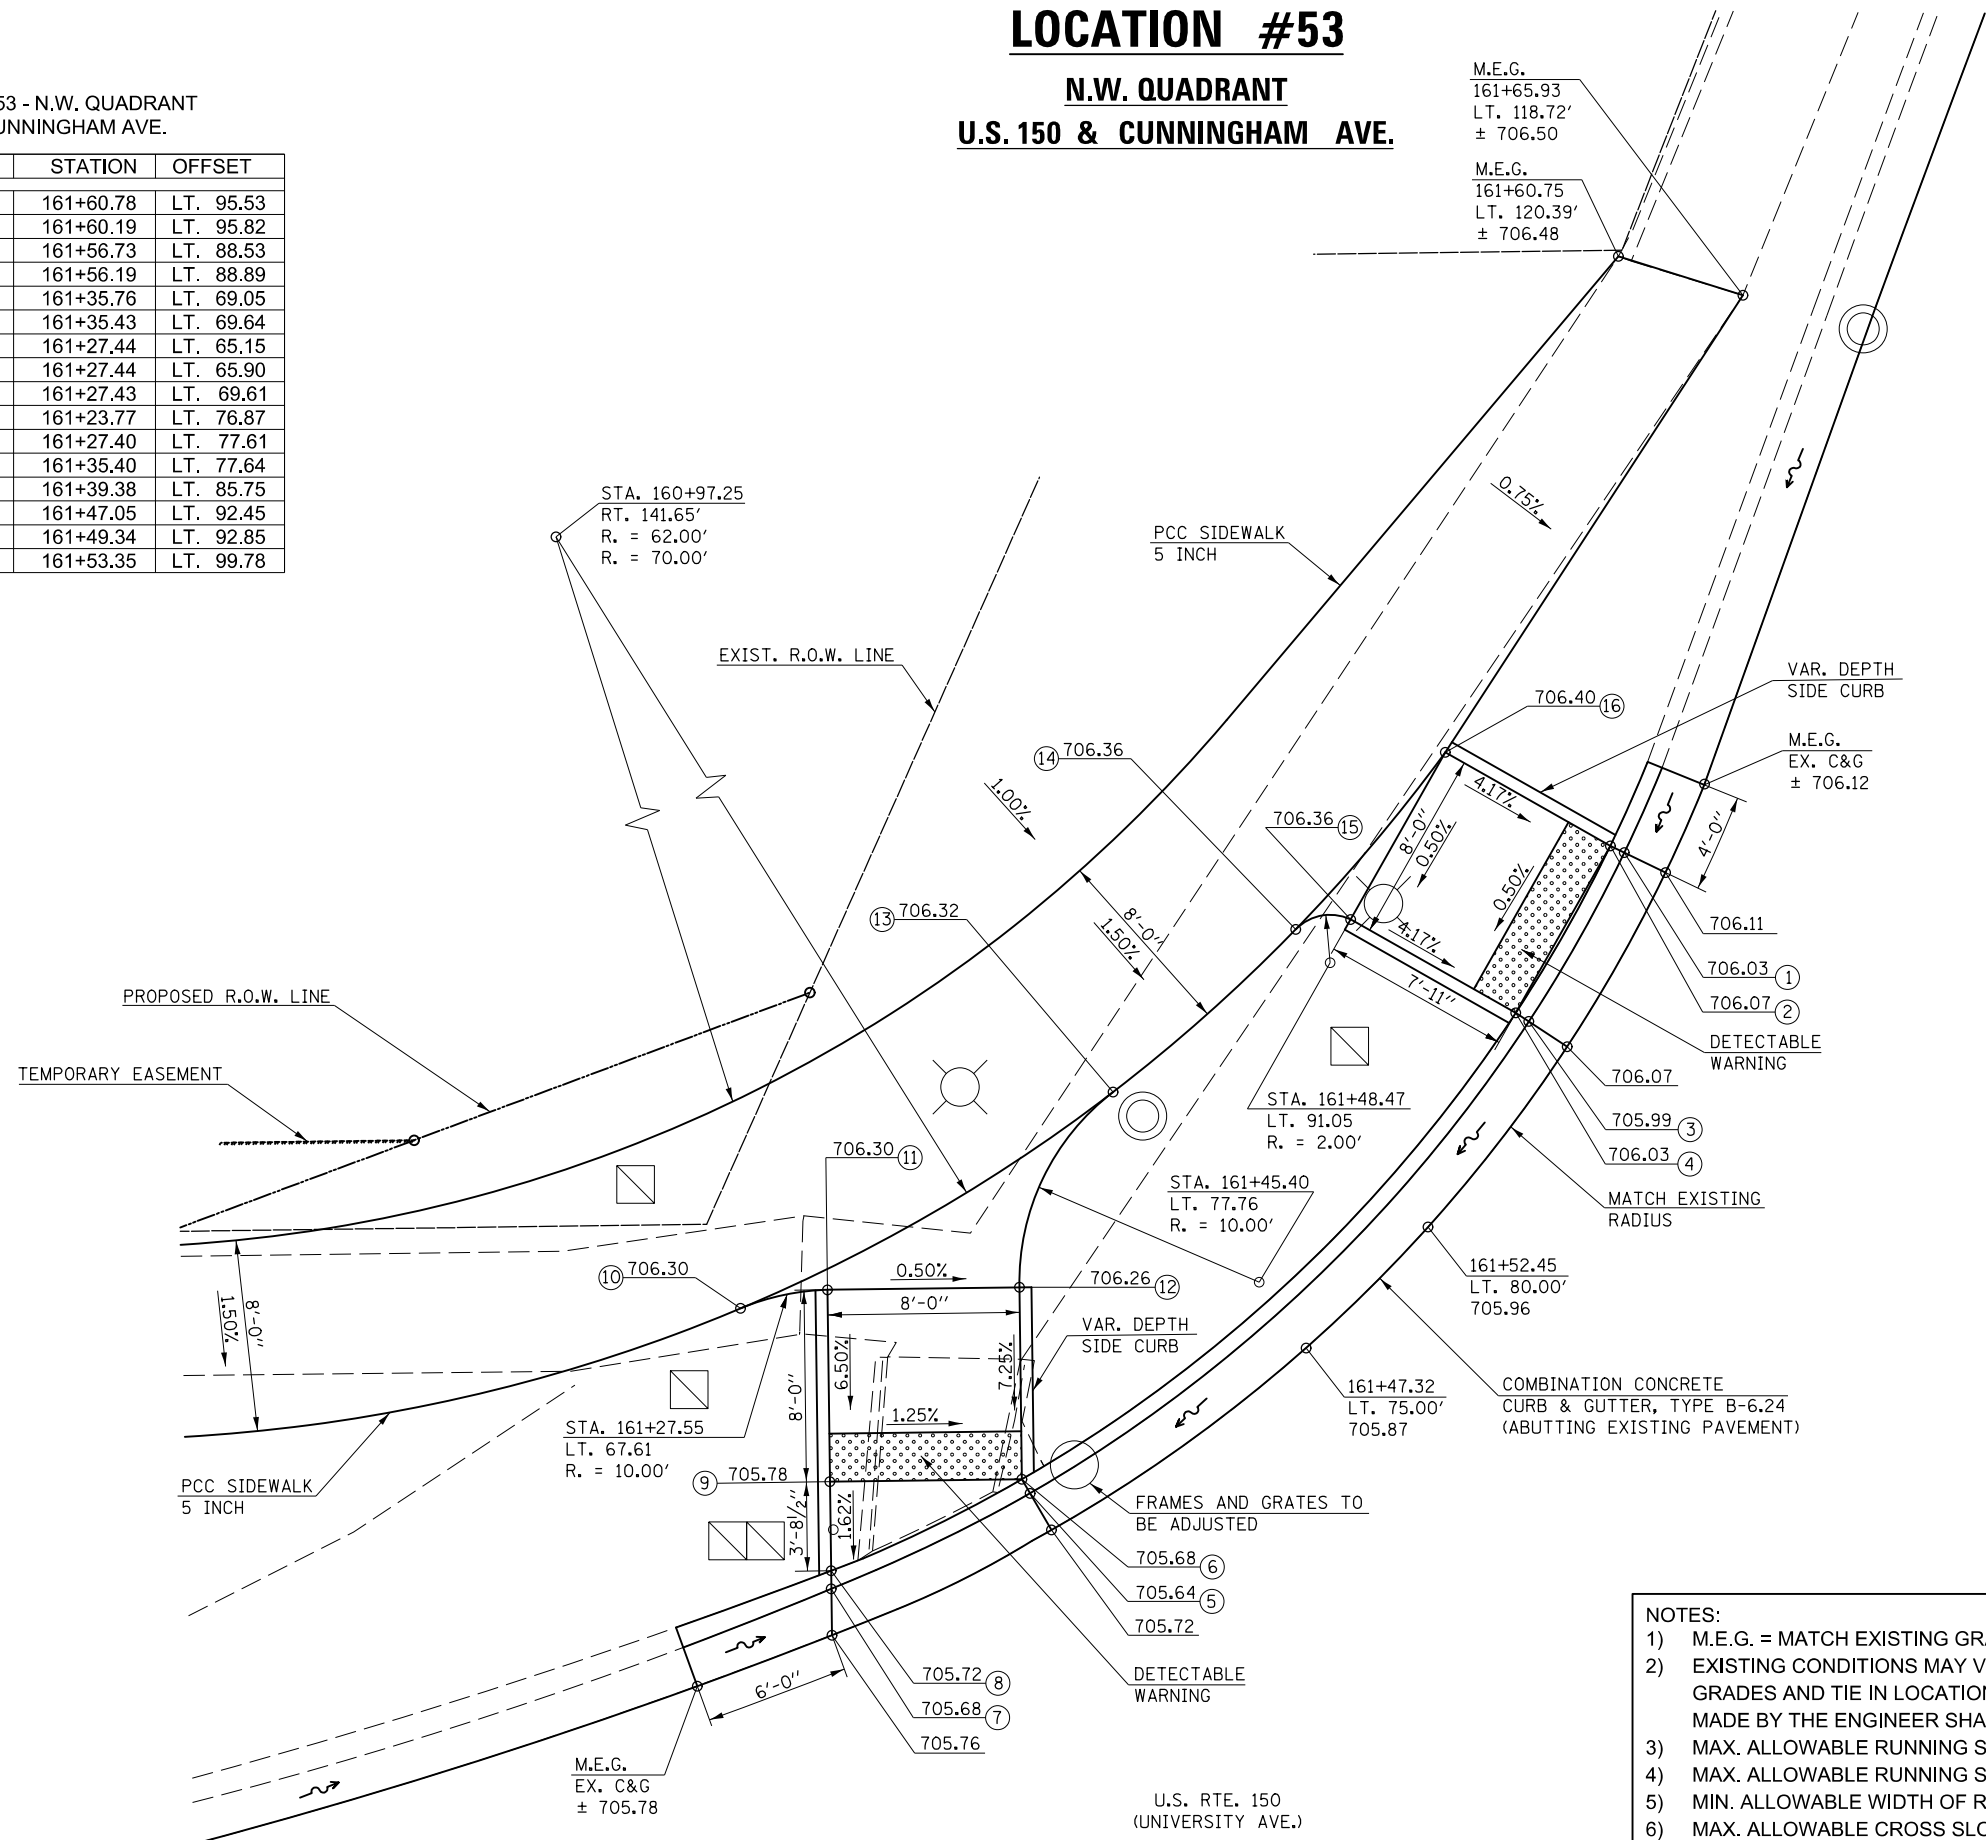 LOCATION #53
N.W. QUADRANT
U.S. 150 & CUNNINGHAM AVE.
53 - N.W. QUADRANT
UNNINGHAM AVE.
STATION OFFSET
161+60.78 LT. 95.53
161+60.19 LT. 95.82
161+56.73 LT. 88.53
161+56.19 LT. 88.89
161+35.76 LT. 69.05
161+35.43 LT. 69.64
161+27.44 LT. 65.15
161+27.44 LT. 65.90
161+27.43 LT. 69.61
161+23.77 LT. 76.87
161+27.40 LT. 77.61
161+35.40 LT. 77.64
161+39.38 LT. 85.75
161+47.05 LT. 92.45
161+49.34 LT. 92.85
161+53.35 LT. 99.78
M.E.G.
161+65.93
LT. 118.72'
± 706.50
M.E.G.
161+60.75
LT. 120.39'
± 706.48
STA. 160+97.25
RT. 141.65'
R. = 62.00'
R. = 70.00'
PCC SIDEWALK
5 INCH
0.75%
EXIST. R.O.W. LINE
VAR. DEPTH
SIDE CURB
706.40 16
M.E.G.
EX. C&G
± 706.12
14 706.36
1.00%
706.36 15
4.17%
8'-0"
0.50%
0.50%
4.17%
4'-0"
7'-11"
13 706.32
8'-0"
1.50%
706.11
706.03 1
706.07 2
DETECTABLE
WARNING
706.07
705.99 3
706.03 4
PROPOSED R.O.W. LINE
TEMPORARY EASEMENT
STA. 161+48.47
LT. 91.05
R. = 2.00'
706.30 11
STA. 161+45.40
LT. 77.76
R. = 10.00'
MATCH EXISTING
RADIUS
161+52.45
LT. 80.00'
705.96
10 706.30
0.50%
706.26 12
8'-0"
1.50%
8'-0"
VAR. DEPTH
SIDE CURB
6.50%
7.25%
8'-0"
1.25%
161+47.32
LT. 75.00'
705.87
COMBINATION CONCRETE
CURB & GUTTER, TYPE B-6.24
(ABUTTING EXISTING PAVEMENT)
STA. 161+27.55
LT. 67.61
R. = 10.00'
9 705.78
PCC SIDEWALK
5 INCH
3'-8½"
1.62%
FRAMES AND GRATES TO
BE ADJUSTED
705.68 6
705.64 5
705.72
DETECTABLE
WARNING
705.72 8
705.68 7
705.76
6'-0"
M.E.G.
EX. C&G
± 705.78
U.S. RTE. 150
(UNIVERSITY AVE.)
NOTES:
1) M.E.G. = MATCH EXISTING GRA
2) EXISTING CONDITIONS MAY V
GRADES AND TIE IN LOCATION
MADE BY THE ENGINEER SHA
3) MAX. ALLOWABLE RUNNING S
4) MAX. ALLOWABLE RUNNING S
5) MIN. ALLOWABLE WIDTH OF R
6) MAX. ALLOWABLE CROSS SLO